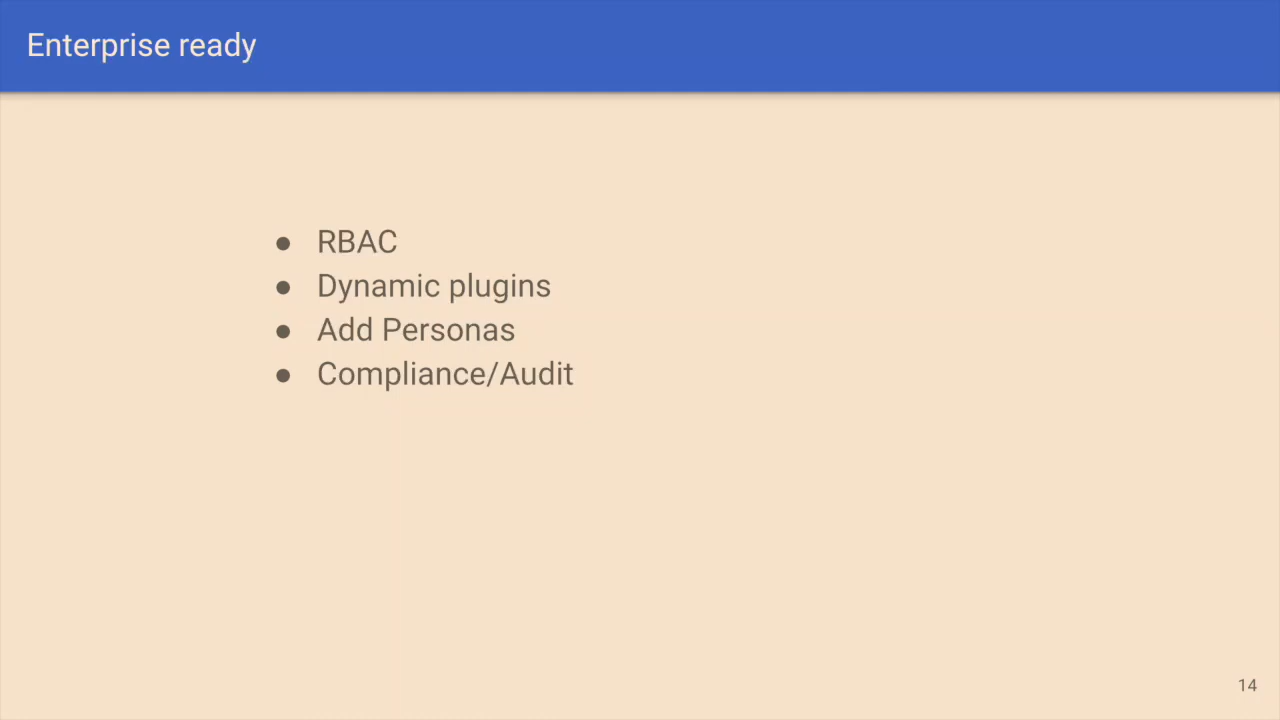 Enterprise ready
● RBAC
● Dynamic plugins
● Add Personas
● Compliance/Audit
14